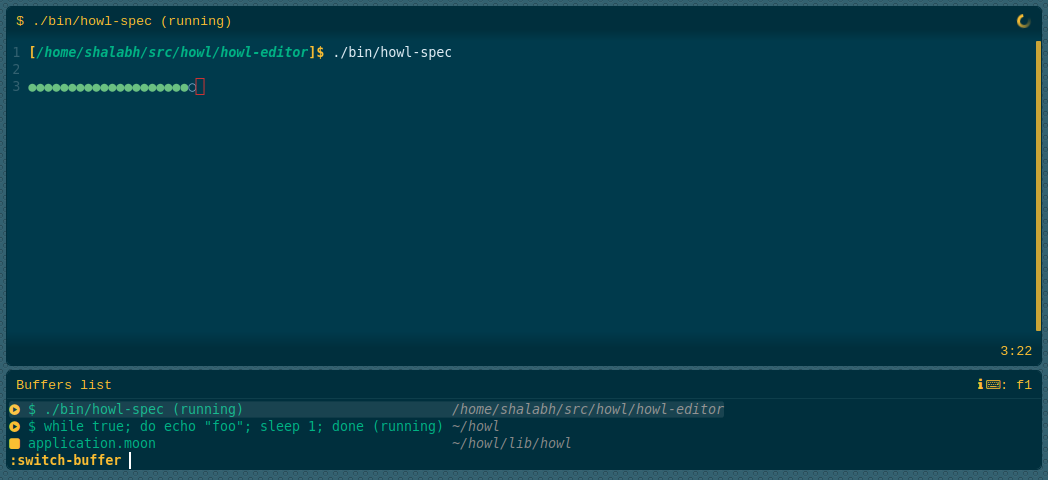 $ ./bin/howl-spec (running)
1 [/home/shalabh/src/howl/howl-editor]$ ./bin/howl-spec
2
3 ●●●●●●●●●●●●●●●●●●●●○
3:22
Buffers list : f1
$ ./bin/howl-spec (running) /home/shalabh/src/howl/howl-editor
$ while true; do echo "foo"; sleep 1; done (running) ~/howl
application.moon ~/howl/lib/howl
:switch-buffer